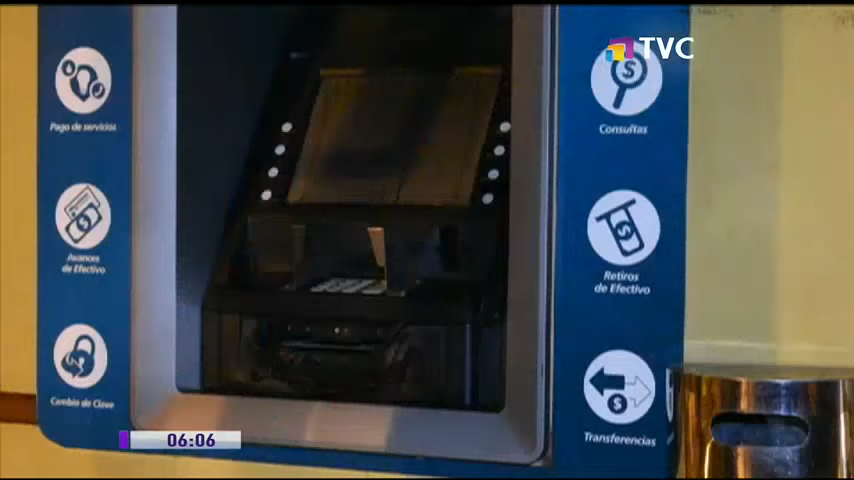 TVC
Pago de servicios
Consultas
Avances
de Efectivo
Retiros
de Efectivo
Cambio de Clave
Transferencias
06:06